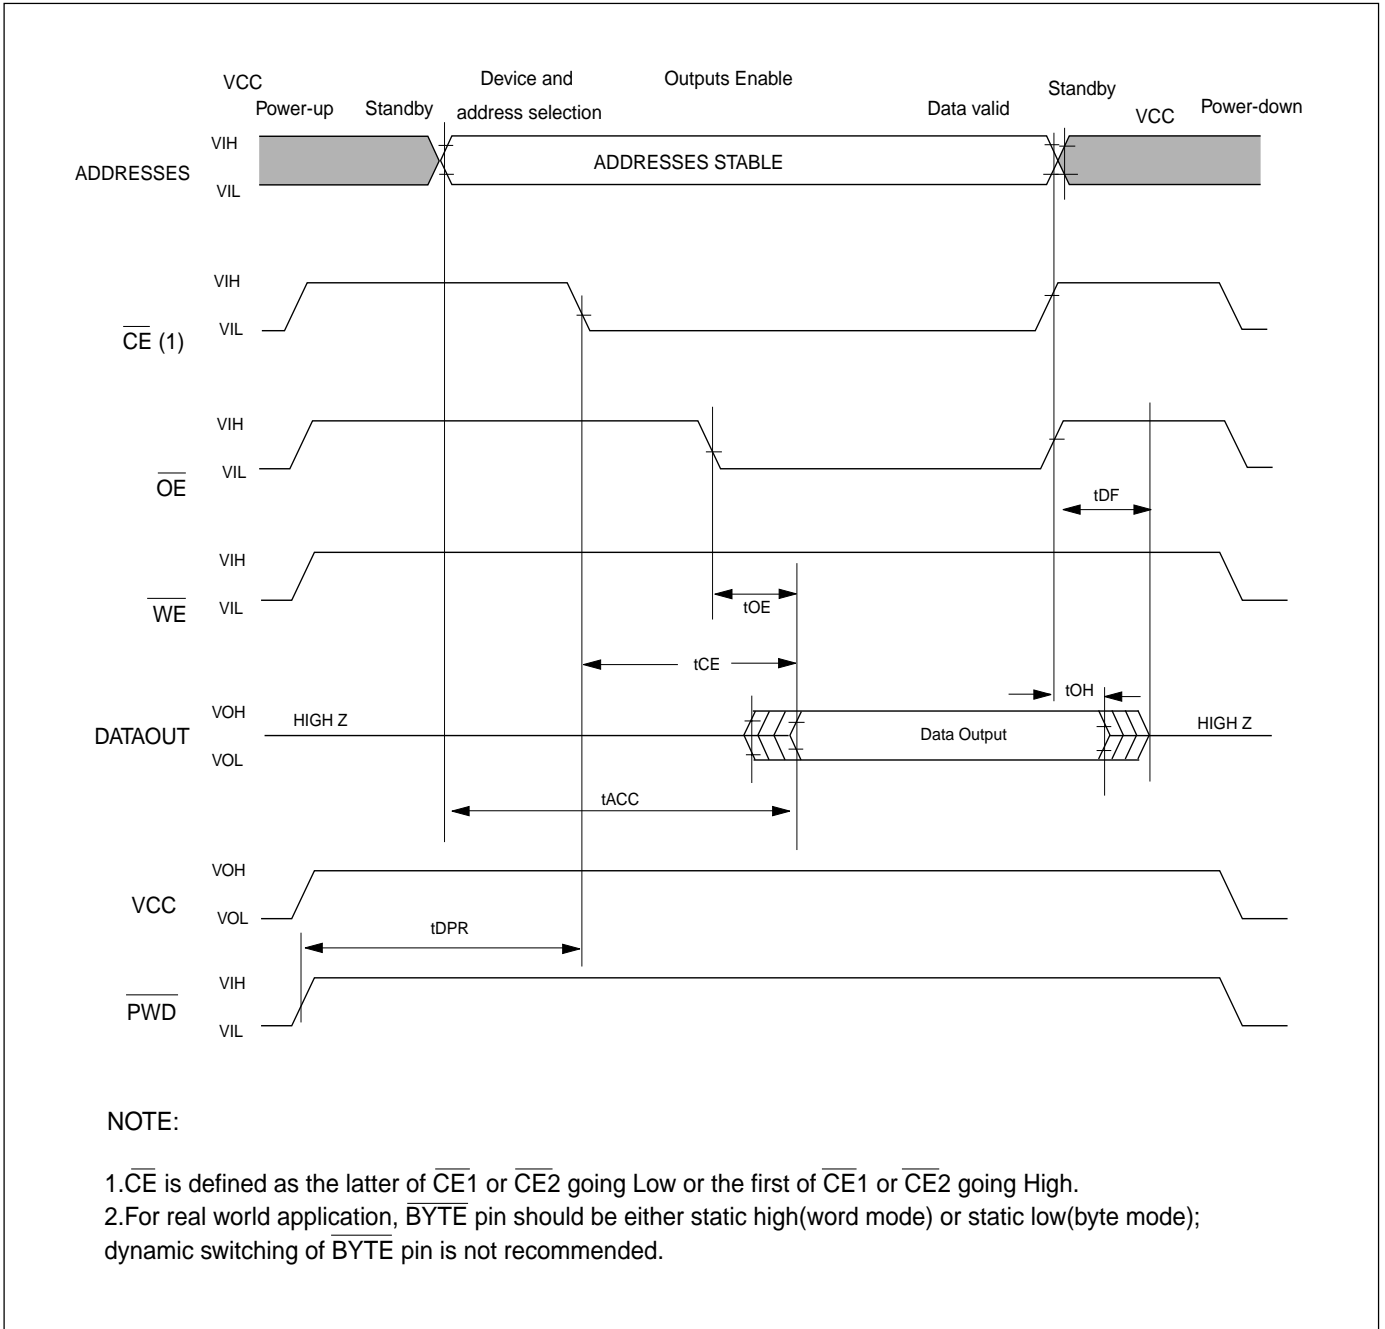 VCC
Power-up
Standby
Device and
address selection
Outputs Enable
Data valid
Standby
VCC
Power-down
ADDRESSES
VIH
VIL
ADDRESSES STABLE
CE (1)
VIH
VIL
OE
VIH
VIL
tDF
WE
VIH
VIL
tOE
tCE
tOH
DATAOUT
VOH
VOL
HIGH Z
Data Output
HIGH Z
tACC
VCC
VOH
VOL
tDPR
PWD
VIH
VIL
NOTE:
1.CE is defined as the latter of CE1 or CE2 going Low or the first of CE1 or CE2 going High.
2.For real world application, BYTE pin should be either static high(word mode) or static low(byte mode);
dynamic switching of BYTE pin is not recommended.